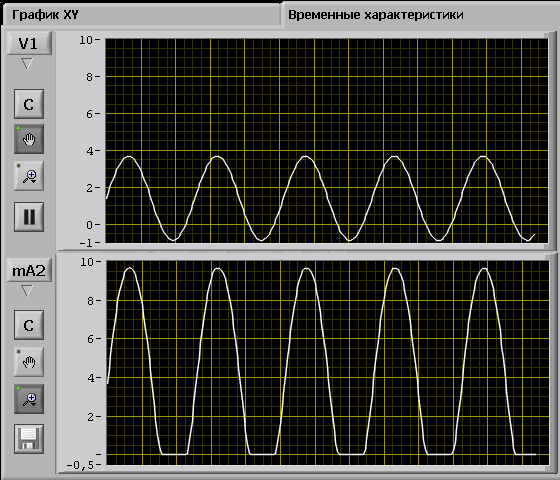 График XY
Временные характеристики
V1
10
8
6
4
2
0
-1
C
mA2
10
8
6
4
2
-0,5
C